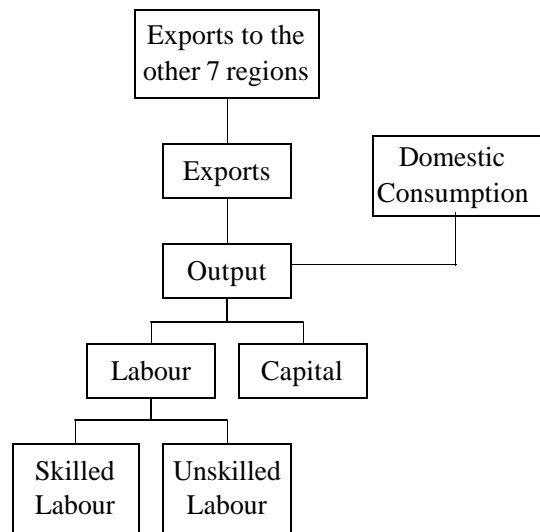 Exports to the
other 7 regions
Exports
Domestic
Consumption
Output
Labour
Capital
Skilled
Labour
Unskilled
Labour